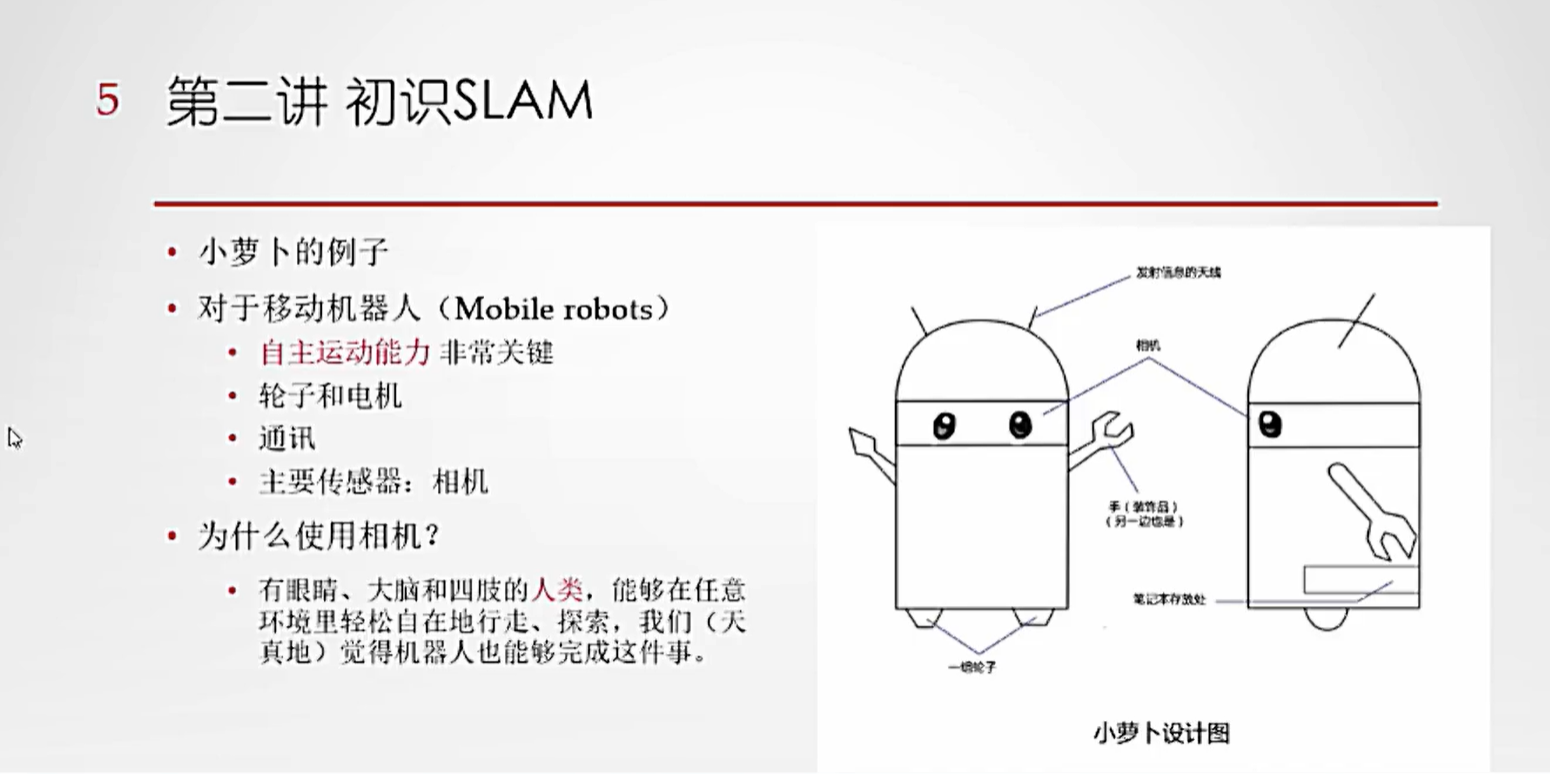 5
第二讲 初识SLAM
• 小萝卜的例子
• 对于移动机器人（Mobile robots）
• 自主运动能力 非常关键
• 轮子和电机
• 通讯
• 主要传感器：相机
• 为什么使用相机？
• 有眼睛、大脑和四肢的人类，能够在任意
环境里轻松自在地行走、探索，我们（天
真地）觉得机器人也能够完成这件事。
发射信息的天线
相机
手（装饰品）
（另一边也是）
笔记本存放处
一组轮子
小萝卜设计图